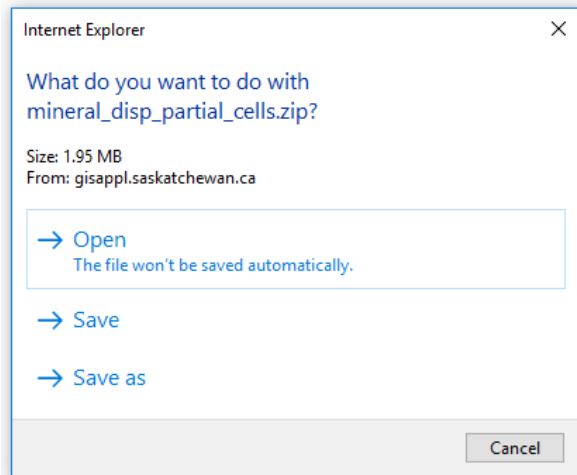 Internet Explorer
What do you want to do with
mineral_disp_partial_cells.zip?
Size: 1.95 MB
From: gisappl.saskatchewan.ca
Open
The file won't be saved automatically.
Save
Save as
Cancel